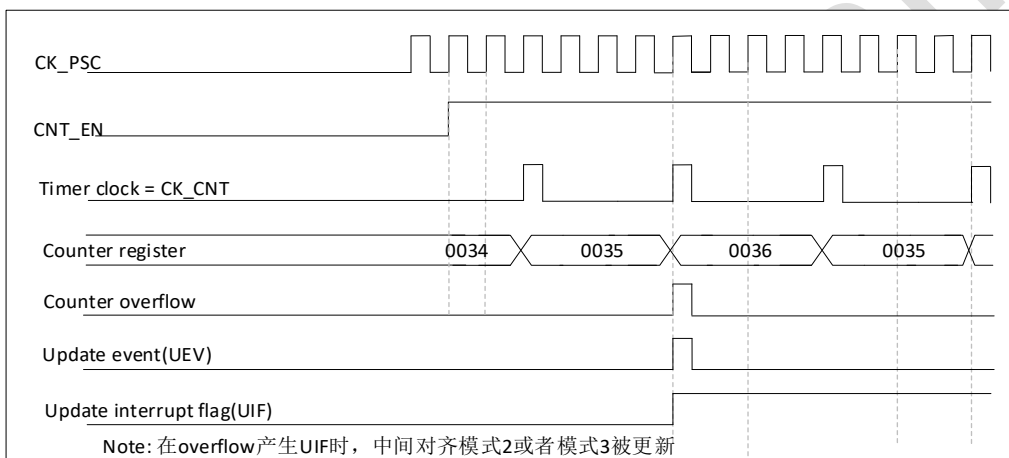 CK_PSC
CNT_EN
Timer clock = CK_CNT
Counter register 0034 0035 0036 0035
Counter overflow
Update event(UEV)
Update interrupt flag(UIF)
Note: 在overflow产生UIF时，中间对齐模式2或者模式3被更新